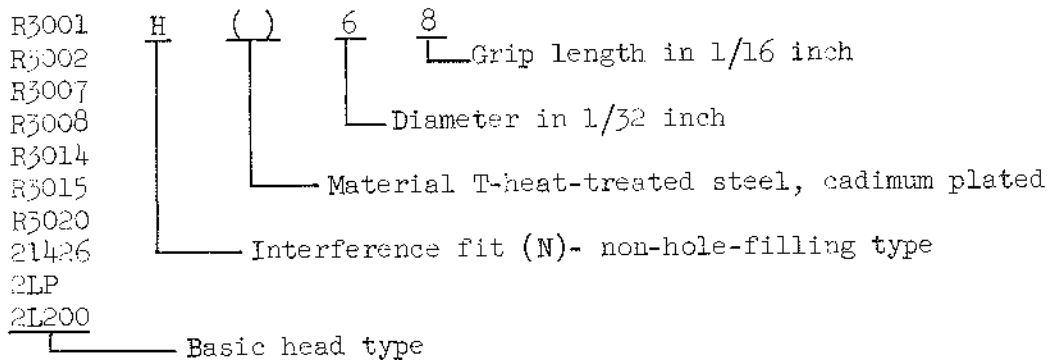 R3001 H ( ) 6 8
Grip length in 1/16 inch
R3002
R3007
R3008
Diameter in 1/32 inch
R3014
R3015
Material T-heat-treated steel, cadimum plated
R3020
21426
Interference fit (N)- non-hole-filling type
2LP
2L200
Basic head type